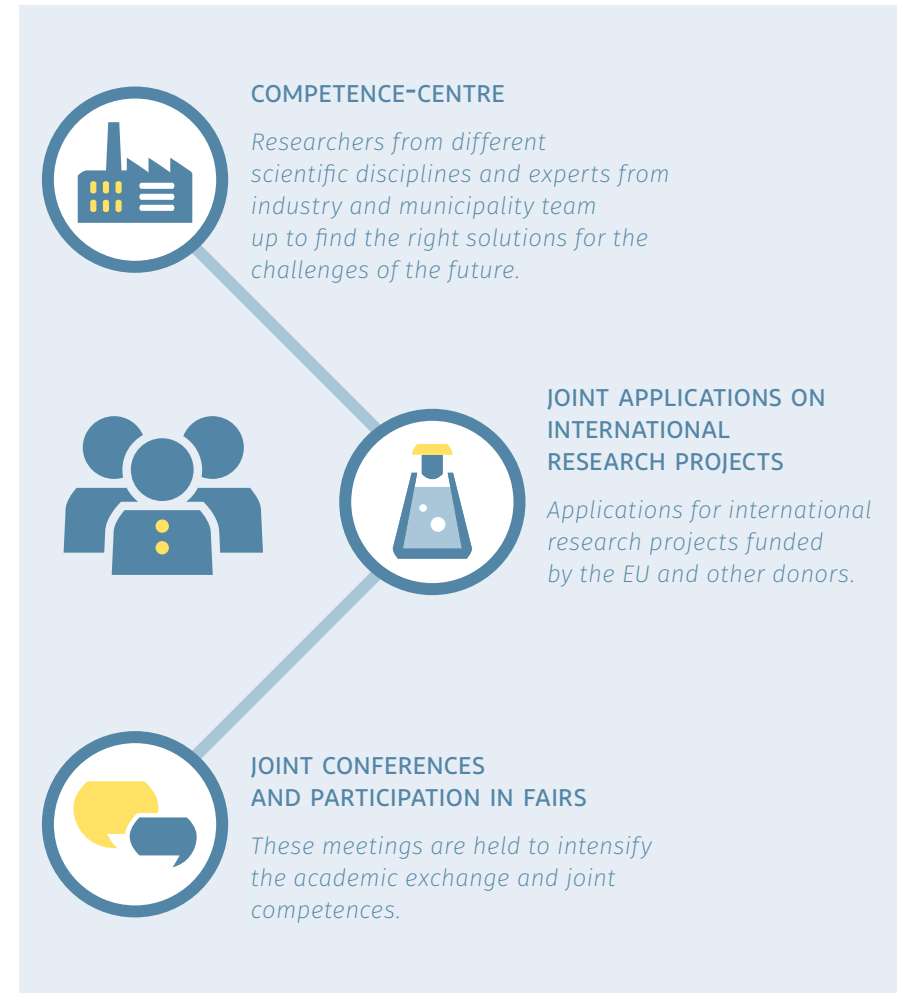 COMPETENCE-CENTRE
Researchers from different
scientific disciplines and experts from
industry and municipality team
up to find the right solutions for the
challenges of the future.
JOINT APPLICATIONS ON
INTERNATIONAL
RESEARCH PROJECTS
Applications for international
research projects funded
by the EU and other donors.
JOINT CONFERENCES
AND PARTICIPATION IN FAIRS
These meetings are held to intensify
the academic exchange and joint
competences.